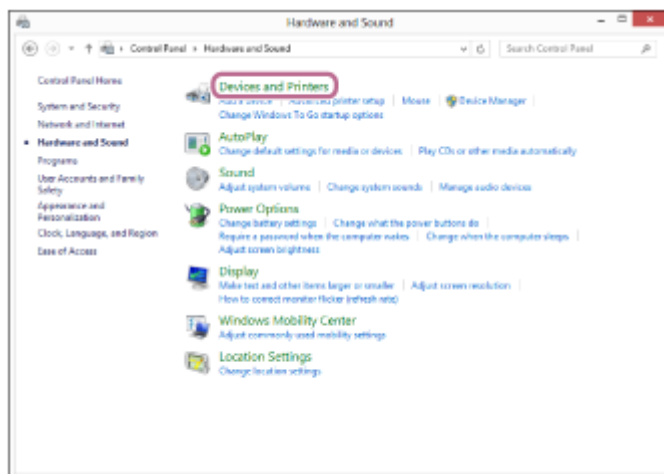 Hardware and Sound
Control Panel › Hardware and Sound
Search Control Panel
Control Panel Home
System and Security
Network and Internet
Hardware and Sound
Programs
User Accounts and Family
Safety
Appearance and
Personalization
Clock, Language, and Region
Ease of Access
Devices and Printers
Add a device | Advanced printer setup | Mouse | Device Manager |
Change Windows To Go startup options
AutoPlay
Change default settings for media or devices | Play CDs or other media automatically
Sound
Adjust system volume | Change system sounds | Manage audio devices
Power Options
Change battery settings | Change what the power buttons do |
Require a password when the computer wakes | Change when the computer sleeps |
Adjust screen brightness
Display
Make text and other items larger or smaller | Adjust screen resolution |
How to correct monitor flicker (refresh rate)
Windows Mobility Center
Adjust commonly used mobility settings
Location Settings
Change location settings